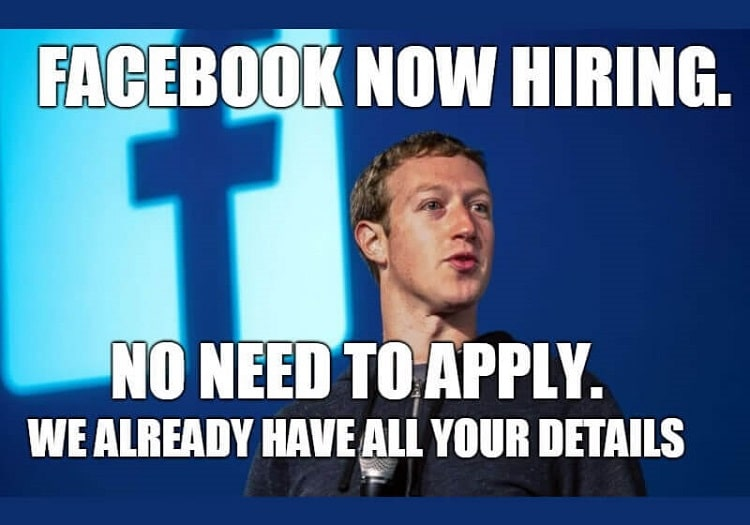 FACEBOOK NOW HIRING.
NO NEED TO APPLY.
WE ALREADY HAVE ALL YOUR DETAILS